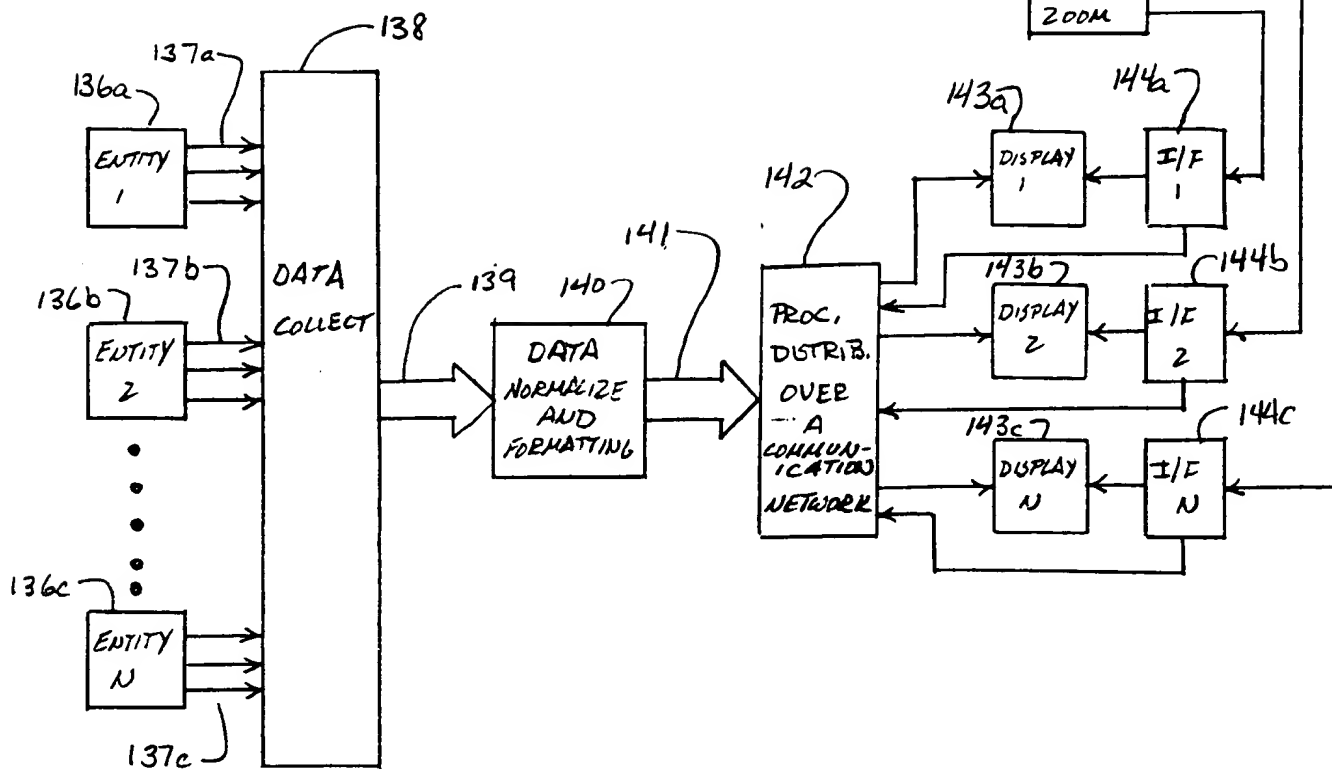 ZOOM
138
137a
136a
ENTITY
1
144a
143a
DISPLAY
1
I/F
1
142
137b
136b
ENTITY
2
DATA
COLLECT
139
140
141
DATA
NORMALIZE
AND
FORMATTING
PROC,
DISTRIB.
OVER
A
COMMUN-
ICATION
NETWORK
143b
DISPLAY
2
144b
I/F
2
143c
DISPLAY
N
144c
I/F
N
136c
ENTITY
N
137c